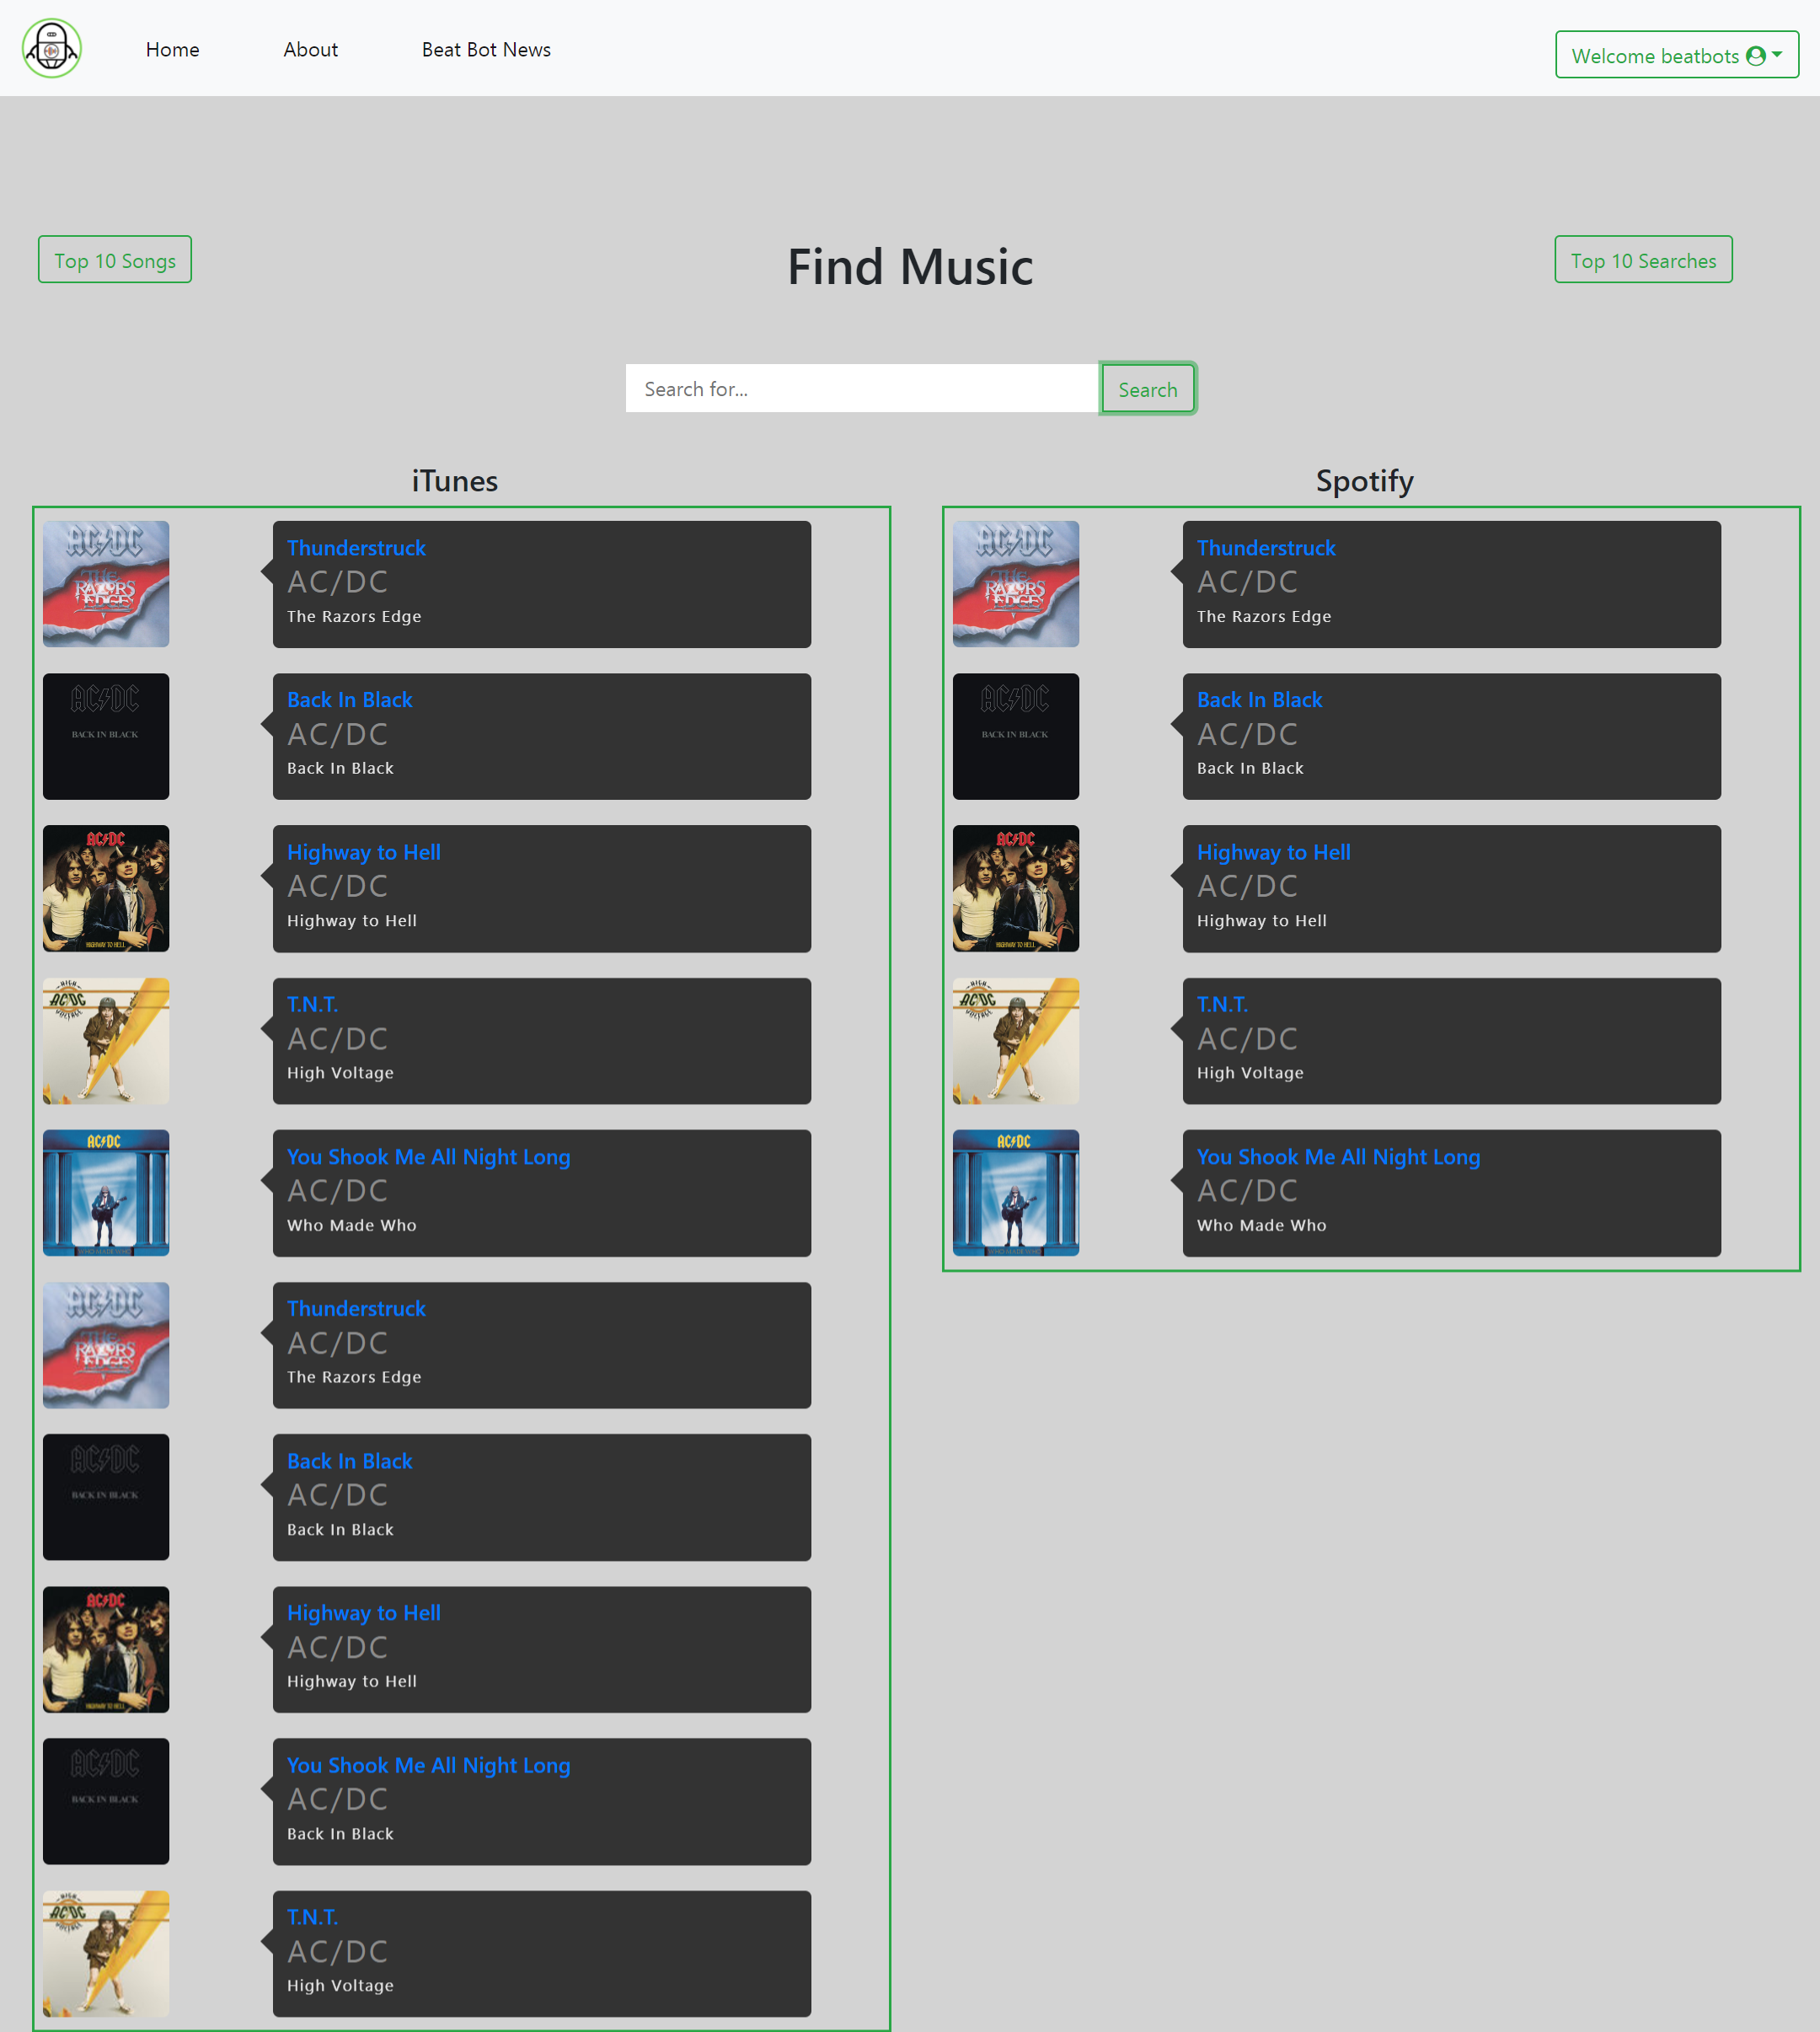 Home
About
Beat Bot News
Welcome beatbots
Top 10 Songs
Find Music
Top 10 Searches
Search for...
Search
iTunes
AC/DC
THE RAZORS EDGE
Thunderstruck
AC/DC
The Razors Edge
AC/DC
BACK IN BLACK
Back In Black
AC/DC
Back In Black
AC/DC
HIGHWAY TO HELL
Highway to Hell
AC/DC
Highway to Hell
HIGH
AC/DC
VOLTAGE
T.N.T.
AC/DC
High Voltage
AC/DC
WHO MADE WHO
You Shook Me All Night Long
AC/DC
Who Made Who
AC/DC
THE RAZORS EDGE
Thunderstruck
AC/DC
The Razors Edge
AC/DC
BACK IN BLACK
Back In Black
AC/DC
Back In Black
AC/DC
HIGHWAY TO HELL
Highway to Hell
AC/DC
Highway to Hell
AC/DC
BACK IN BLACK
You Shook Me All Night Long
AC/DC
Back In Black
HIGH
AC/DC
VOLTAGE
T.N.T.
AC/DC
High Voltage
Spotify
AC/DC
THE RAZORS EDGE
Thunderstruck
AC/DC
The Razors Edge
AC/DC
BACK IN BLACK
Back In Black
AC/DC
Back In Black
AC/DC
HIGHWAY TO HELL
Highway to Hell
AC/DC
Highway to Hell
HIGH
AC/DC
VOLTAGE
T.N.T.
AC/DC
High Voltage
AC/DC
WHO MADE WHO
You Shook Me All Night Long
AC/DC
Who Made Who